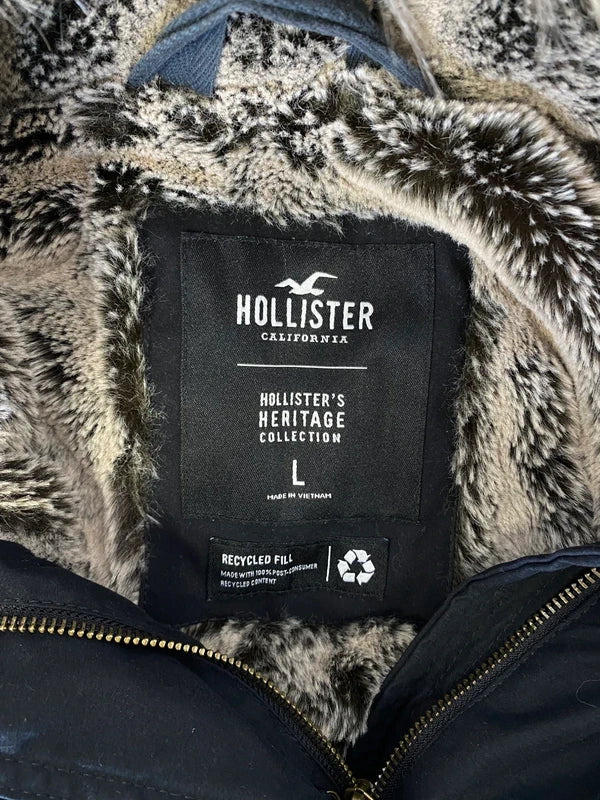 HOLLISTER
CALIFORNIA
HOLLISTER'S
HERITAGE
COLLECTION
L
MADE IN VIETNAM
RECYCLED FILL
MADE WITH 100% POST-CONSUMER
RECYCLED CONTENT